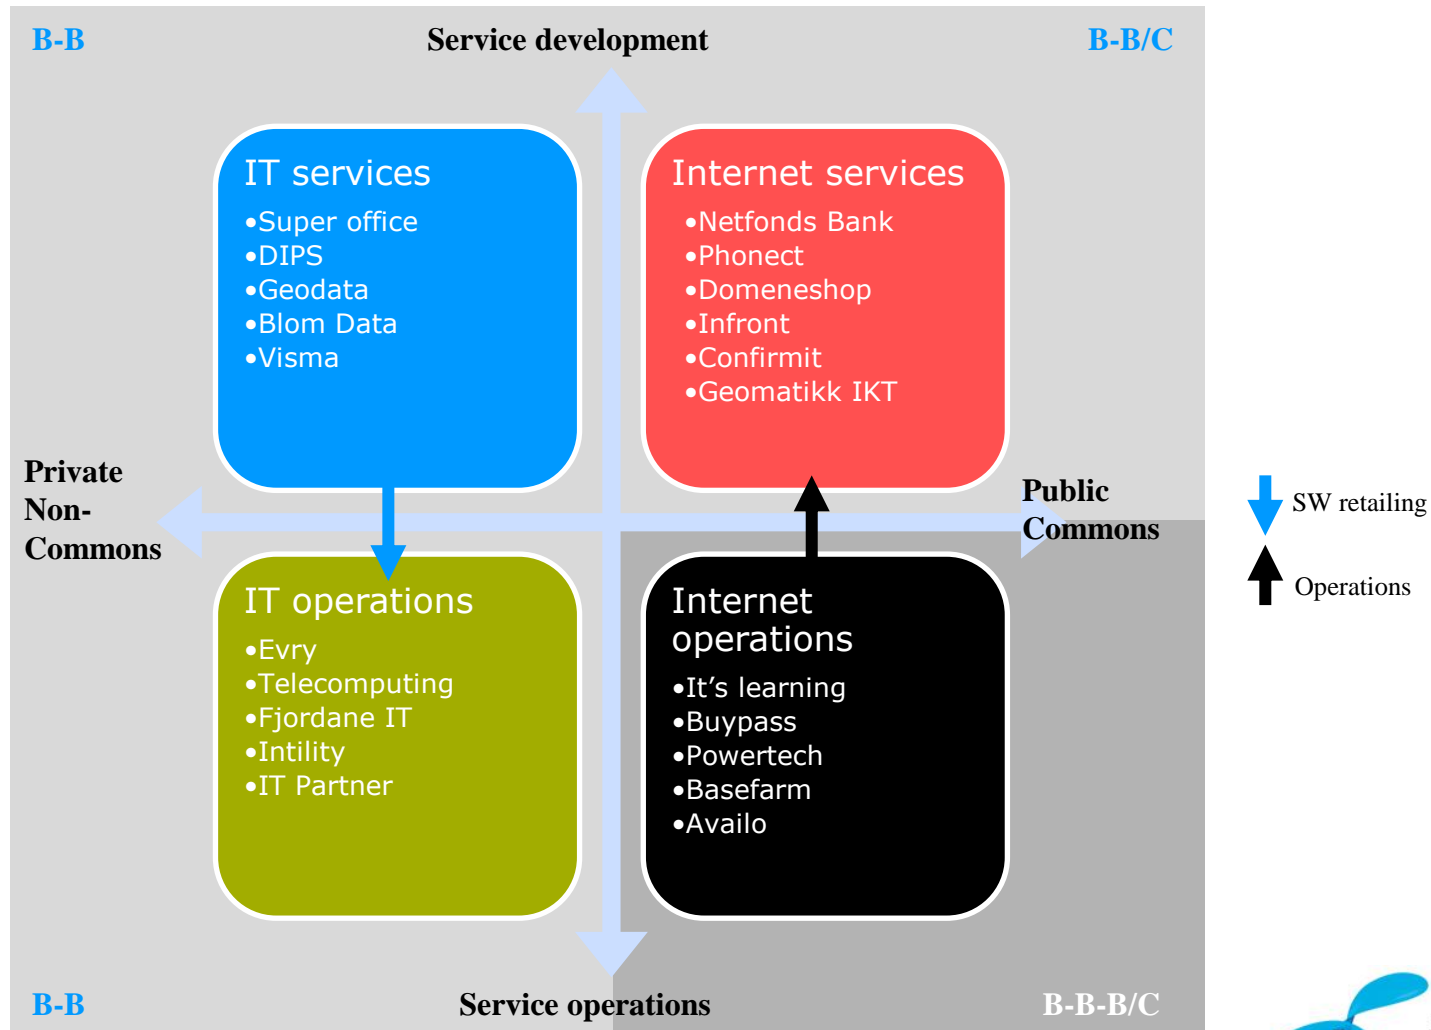 B-B
Service development
B-B/C
IT services
•Super office
•DIPS
•Geodata
•Blom Data
•Visma
Internet services
•Netfonds Bank
•Phonect
•Domeneshop
•Infront
•Confirmit
•Geomatikk IKT
Private
Non-
Commons
Public
Commons
SW retailing
Operations
IT operations
•Evry
•Telecomputing
•Fjordane IT
•Intility
•IT Partner
Internet
operations
•It’s learning
•Buypass
•Powertech
•Basefarm
•Availo
B-B
Service operations
B-B-B/C